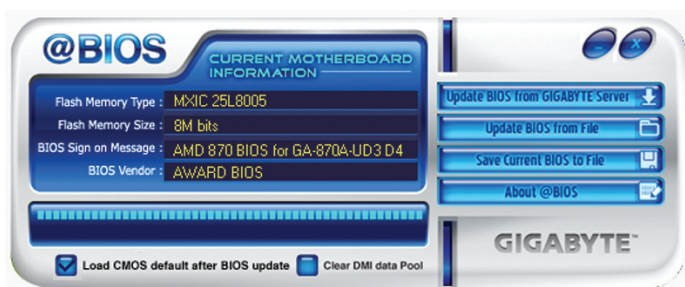 @BIOS
CURRENT MOTHERBOARD
INFORMATION
Flash Memory Type : MXIC 25L8005
Flash Memory Size : 8M bits
BIOS Sign on Message : AMD 870 BIOS for GA-870A-UD3 D4
BIOS Vendor : AWARD BIOS
Update BIOS from GIGABYTE Server
Update BIOS from File
Save Current BIOS to File
About @BIOS
Load CMOS default after BIOS update
Clear DMI data Pool
GIGABYTE™